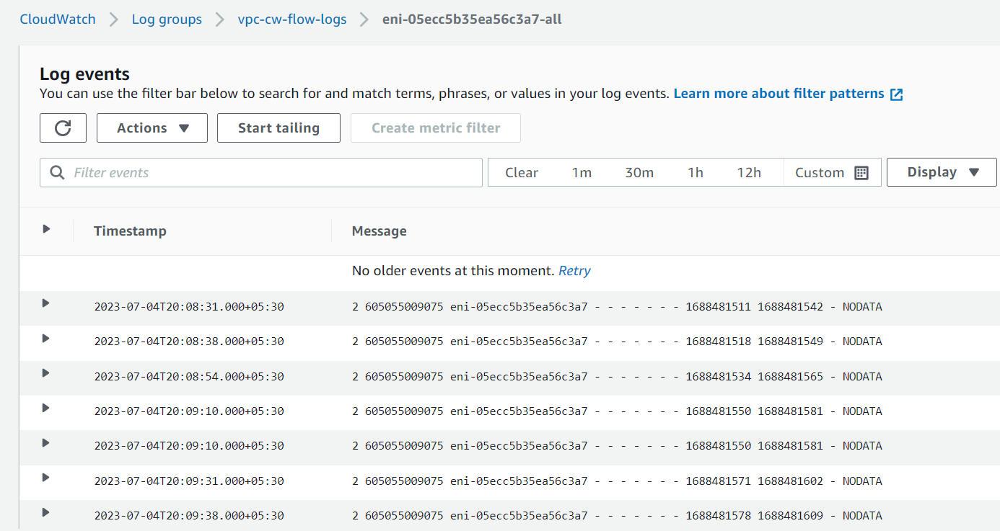 CloudWatch > Log groups > vpc-cw-flow-logs > eni-05ecc5b35ea56c3a7-all
Log events
You can use the filter bar below to search for and match terms, phrases, or values in your log events. Learn more about filter patterns
Actions Start tailing Create metric filter
Filter events Clear 1m 30m 1h 12h Custom Display
Timestamp Message
No older events at this moment. Retry
2023-07-04T20:08:31.000+05:30 2 605055009075 eni-05ecc5b35ea56c3a7 - - - - - - - 1688481511 1688481542 - NODATA
2023-07-04T20:08:38.000+05:30 2 605055009075 eni-05ecc5b35ea56c3a7 - - - - - - - 1688481518 1688481549 - NODATA
2023-07-04T20:08:54.000+05:30 2 605055009075 eni-05ecc5b35ea56c3a7 - - - - - - - 1688481534 1688481565 - NODATA
2023-07-04T20:09:10.000+05:30 2 605055009075 eni-05ecc5b35ea56c3a7 - - - - - - - 1688481550 1688481581 - NODATA
2023-07-04T20:09:10.000+05:30 2 605055009075 eni-05ecc5b35ea56c3a7 - - - - - - - 1688481550 1688481581 - NODATA
2023-07-04T20:09:31.000+05:30 2 605055009075 eni-05ecc5b35ea56c3a7 - - - - - - - 1688481571 1688481602 - NODATA
2023-07-04T20:09:38.000+05:30 2 605055009075 eni-05ecc5b35ea56c3a7 - - - - - - - 1688481578 1688481609 - NODATA